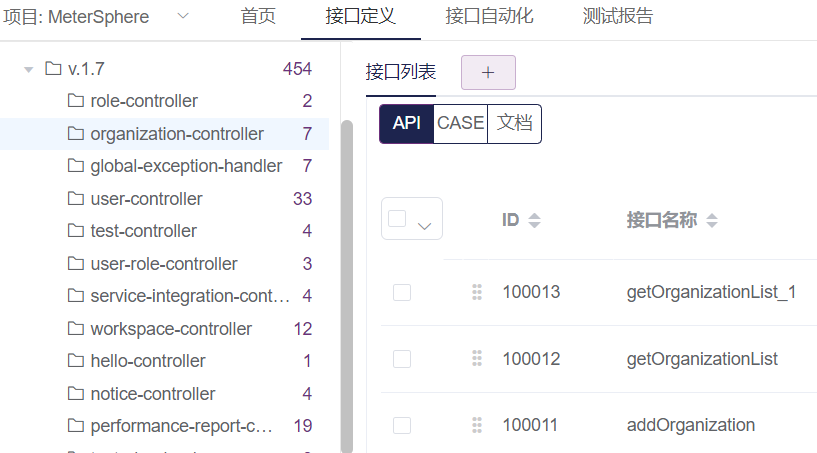 项目: MeterSphere
首页
接口定义
接口自动化
测试报告
v.1.7 454
role-controller 2
organization-controller 7
global-exception-handler 7
user-controller 33
test-controller 4
user-role-controller 3
service-integration-cont... 4
workspace-controller 12
hello-controller 1
notice-controller 4
performance-report-c... 19
接口列表 +
API CASE 文档
ID 接口名称
100013 getOrganizationList_1
100012 getOrganizationList
100011 addOrganization